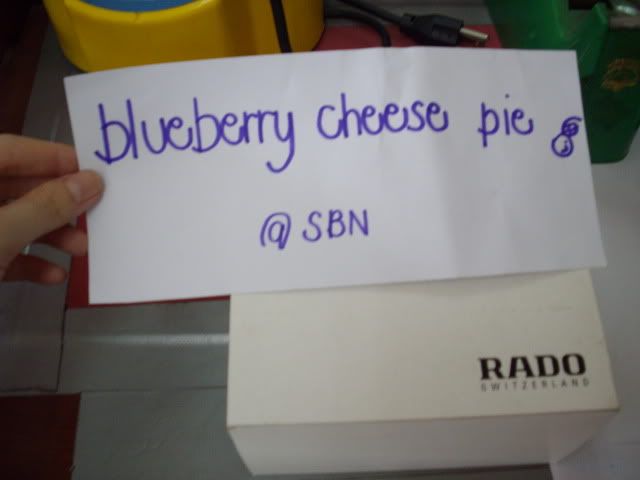 blueberry cheese pie
@ SBN
RADO
SWITZERLAND